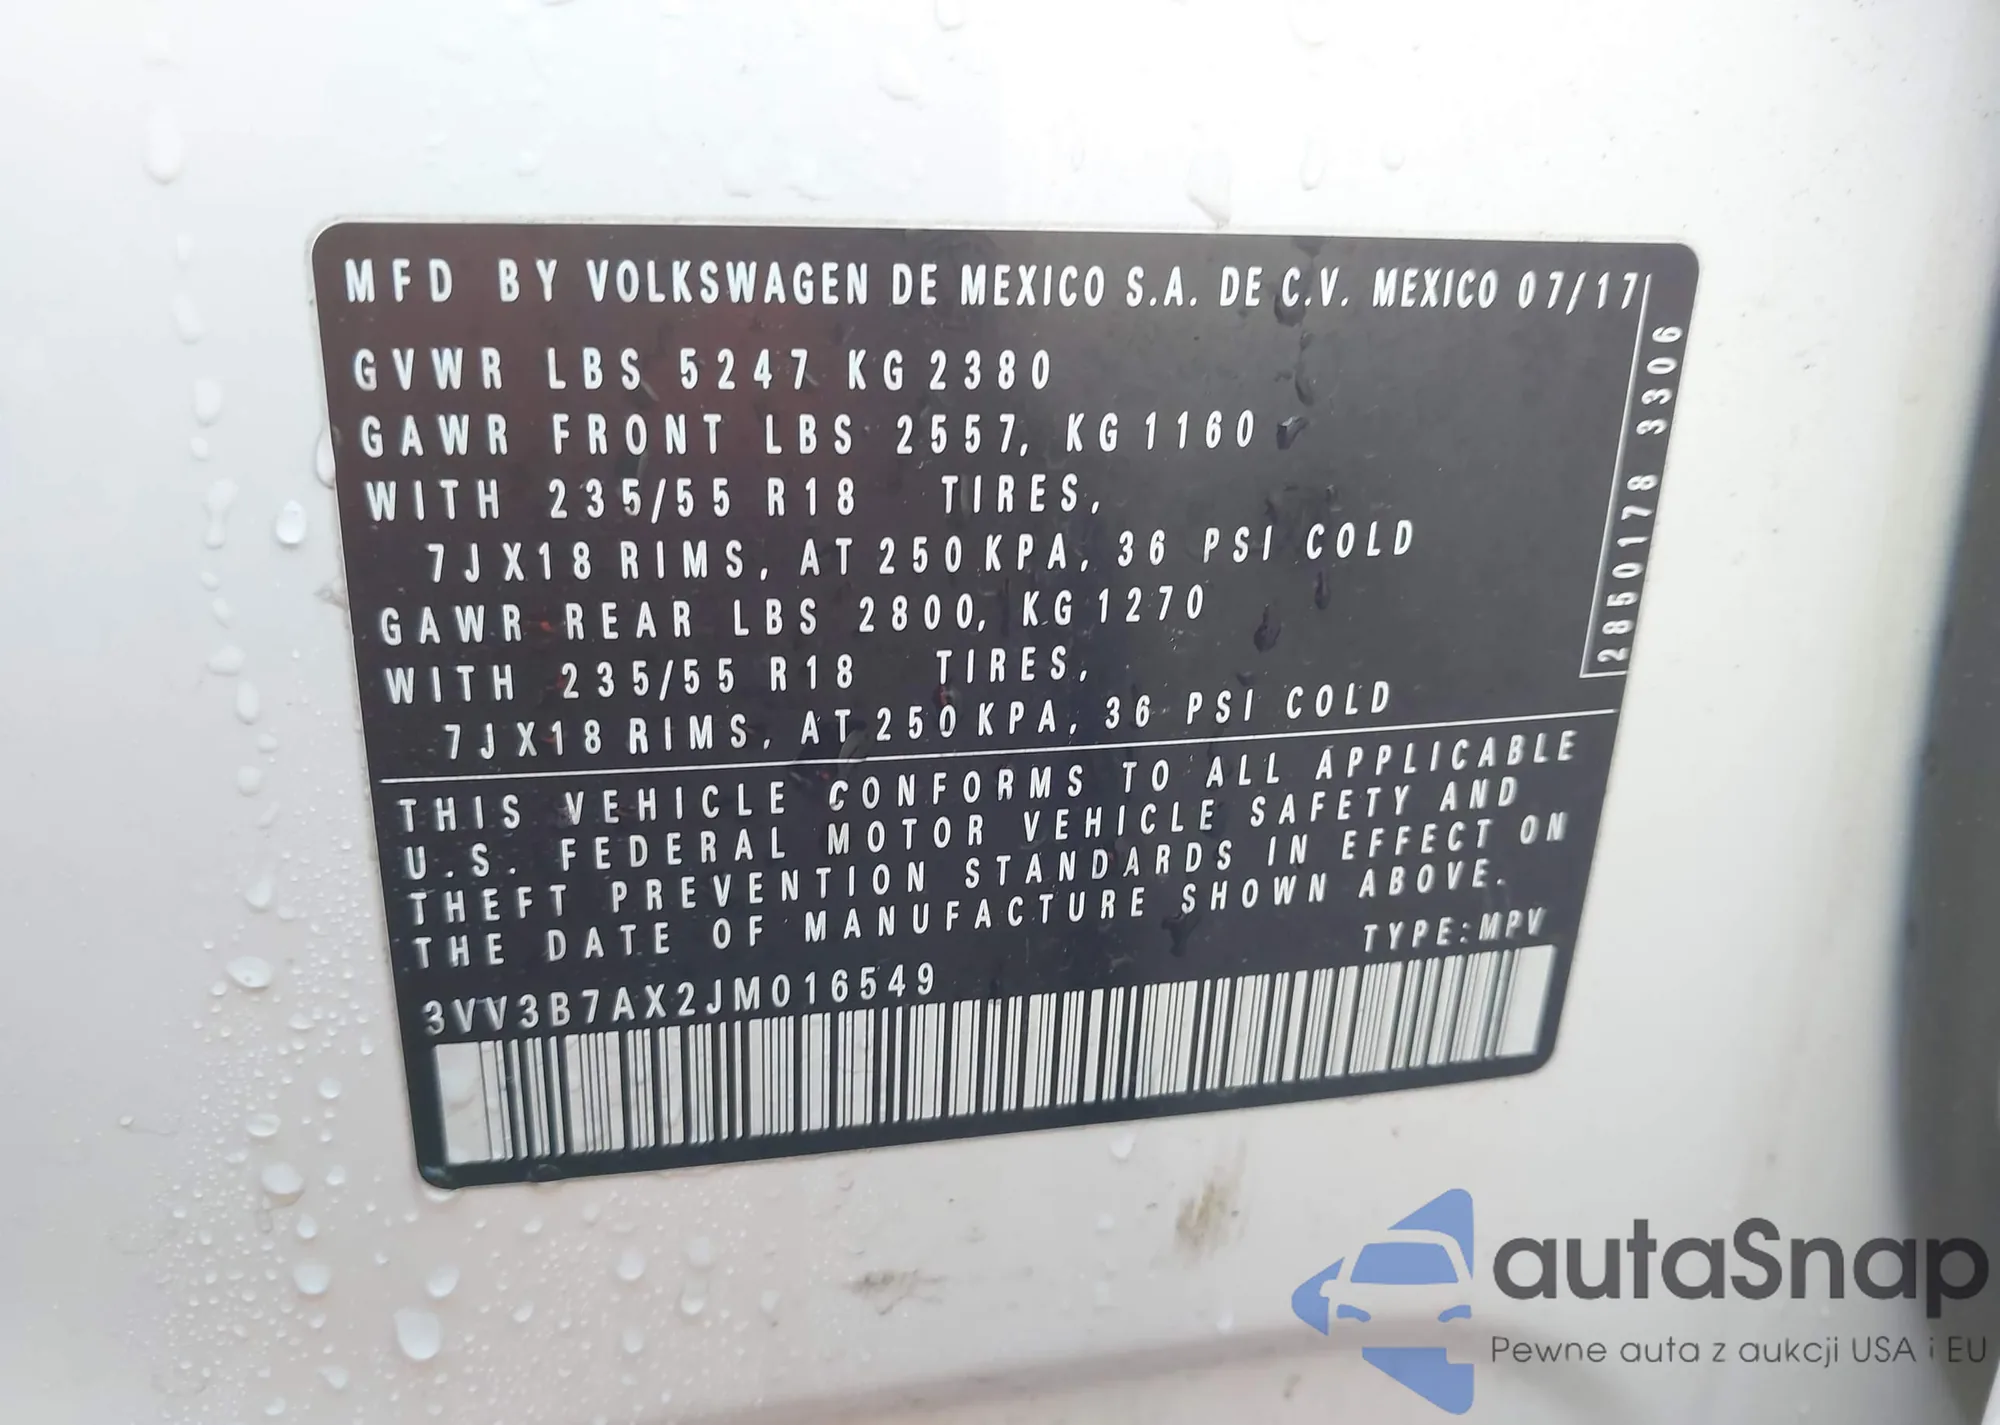 MFD BY VOLKSWAGEN DE MEXICO S.A. DE C.V. MEXICO 07/17
GVWR LBS 5247 KG 2380
GAWR FRONT LBS 2557, KG 1160
WITH 235/55 R18 TIRES,
7JX18 RIMS, AT 250 KPA, 36 PSI COLD
GAWR REAR LBS 2800, KG 1270
WITH 235/55 R18 TIRES,
7JX18 RIMS, AT 250 KPA, 36 PSI COLD
2850178 3306
THIS VEHICLE CONFORMS TO ALL APPLICABLE
U.S. FEDERAL MOTOR VEHICLE SAFETY AND
THEFT PREVENTION STANDARDS IN EFFECT ON
THE DATE OF MANUFACTURE SHOWN ABOVE.
TYPE: MPV
3VV3B7AX2JM016549
autaSnap
Pewne auta z aukcji USA i EU